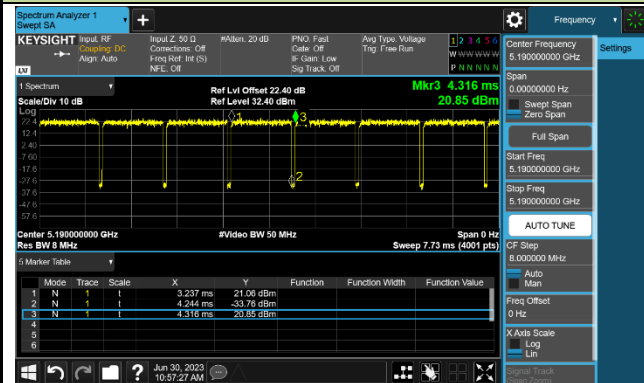 Spectrum Analyzer 1
Swept SA
Frequency
KEYSIGHT Input: RF
Coupling: DC
Align: Auto
Input Z: 50 Ω
Corrections: Off
Freq Ref: Int (S)
NFE: Off
#Atten: 20 dB
PNO: Fast
Gate: Off
IF Gain: Low
Sig Track: Off
Avg Type: Voltage
Trig: Free Run
1 2 3 4 5 6
W W W W W W
P N N N N N
LXI
1 Spectrum
Scale/Div 10 dB
Ref Lvl Offset 22.40 dB
Ref Level 32.40 dBm
Mkr3 4.316 ms
20.85 dBm
Log
22.4
12.4
2.40
-7.60
-17.6
-27.6
-37.6
-47.6
-57.6
1
3
2
Center 5.190000000 GHz
Res BW 8 MHz
#Video BW 50 MHz
Span 0 Hz
Sweep 7.73 ms (4001 pts)
5 Marker Table
Mode Trace Scale X Y Function Function Width Function Value
1 N 1 t 3.237 ms 21.06 dBm
2 N 1 t 4.244 ms -33.76 dBm
3 N 1 t 4.316 ms 20.85 dBm
4
5
6
Jun 30, 2023
10:57:27 AM
Center Frequency
5.190000000 GHz
Settings
Span
0.00000000 Hz
Swept Span
Zero Span
Full Span
Start Freq
5.190000000 GHz
Stop Freq
5.190000000 GHz
AUTO TUNE
CF Step
8.000000 MHz
Auto
Man
Freq Offset
0 Hz
X Axis Scale
Log
Lin
Signal Track
(Span Zoom)